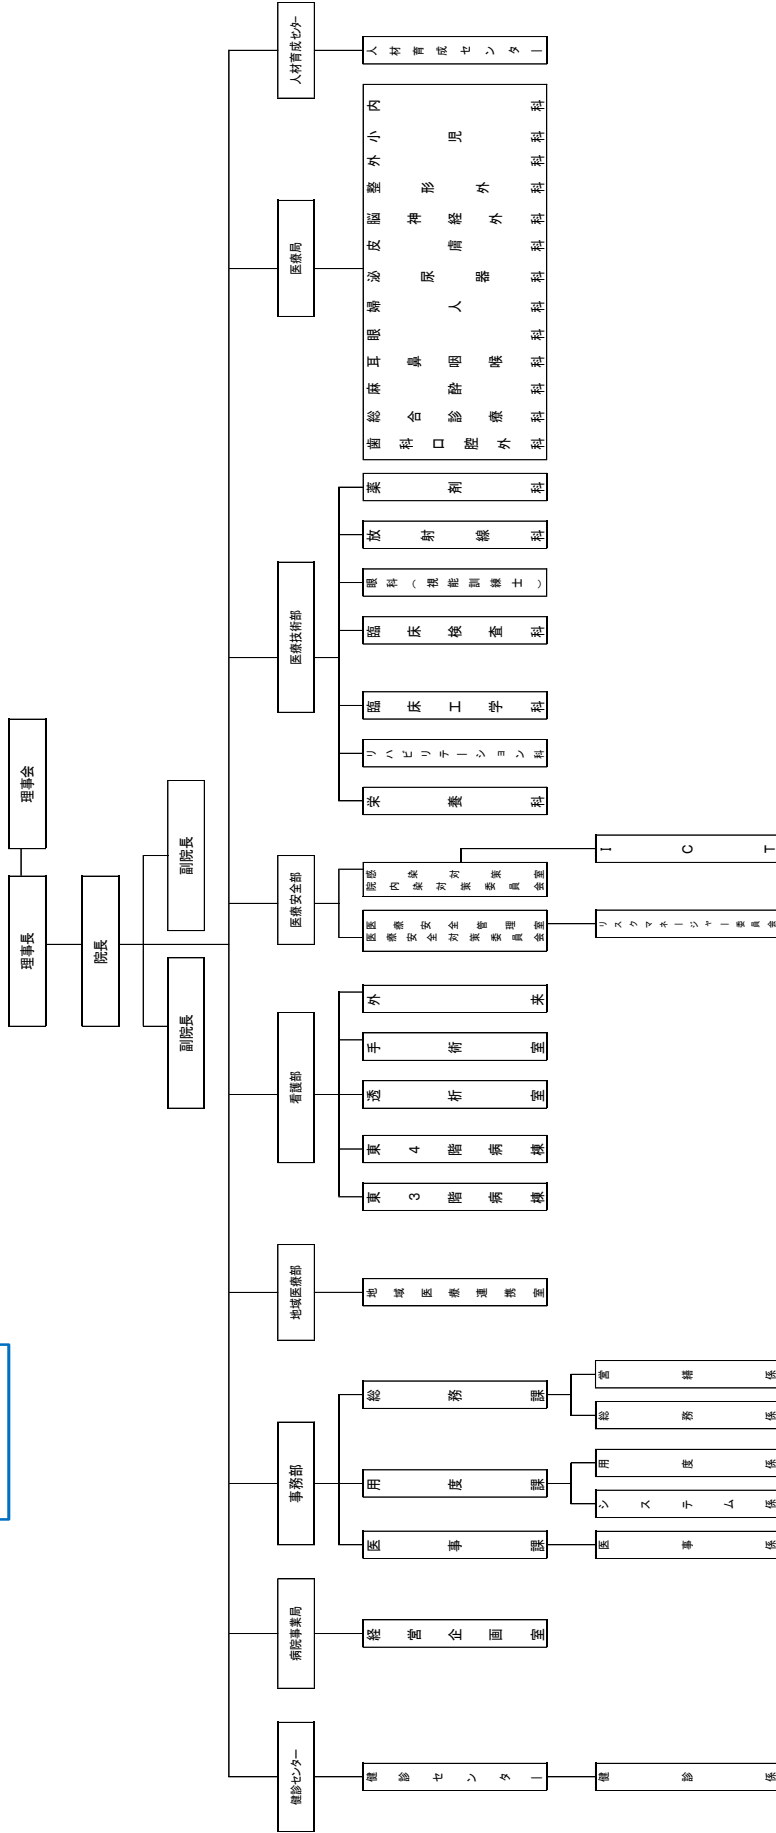 理事会
理事長
院長
副院長
副院長
人材育成センター
人材育成センター
医療局
内科
小児科
外科
整形外科
脳神経外科
皮膚科
泌尿器科
婦人科
眼科
耳鼻咽喉科
麻酔科
総合診療科
歯科口腔外科
医療技術部
薬剤科
放射線科
眼科（視能訓練士）
臨床検査科
臨床工学科
リハビリテーション科
栄養科
医療安全部
感染対策室
院内感染対策委員会
ICT
医療安全管理室
医療安全対策委員会
リスクマネージャー委員会
看護部
外来
手術室
透析室
東4階病棟
東3階病棟
地域医療部
地域医療連携室
事務部
総務課
営繕係
総務係
用度課
用度係
システム係
医事課
医事係
病院事業局
経営企画室
健診センター
健診センター
健診係